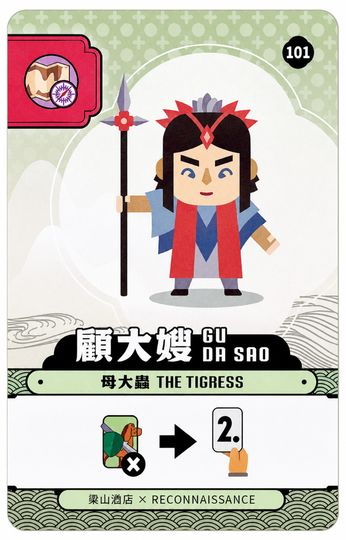 101
顧大嫂 GU DA SAO
母大蟲 THE TIGRESS
2.
梁山酒店 × RECONNAISSANCE